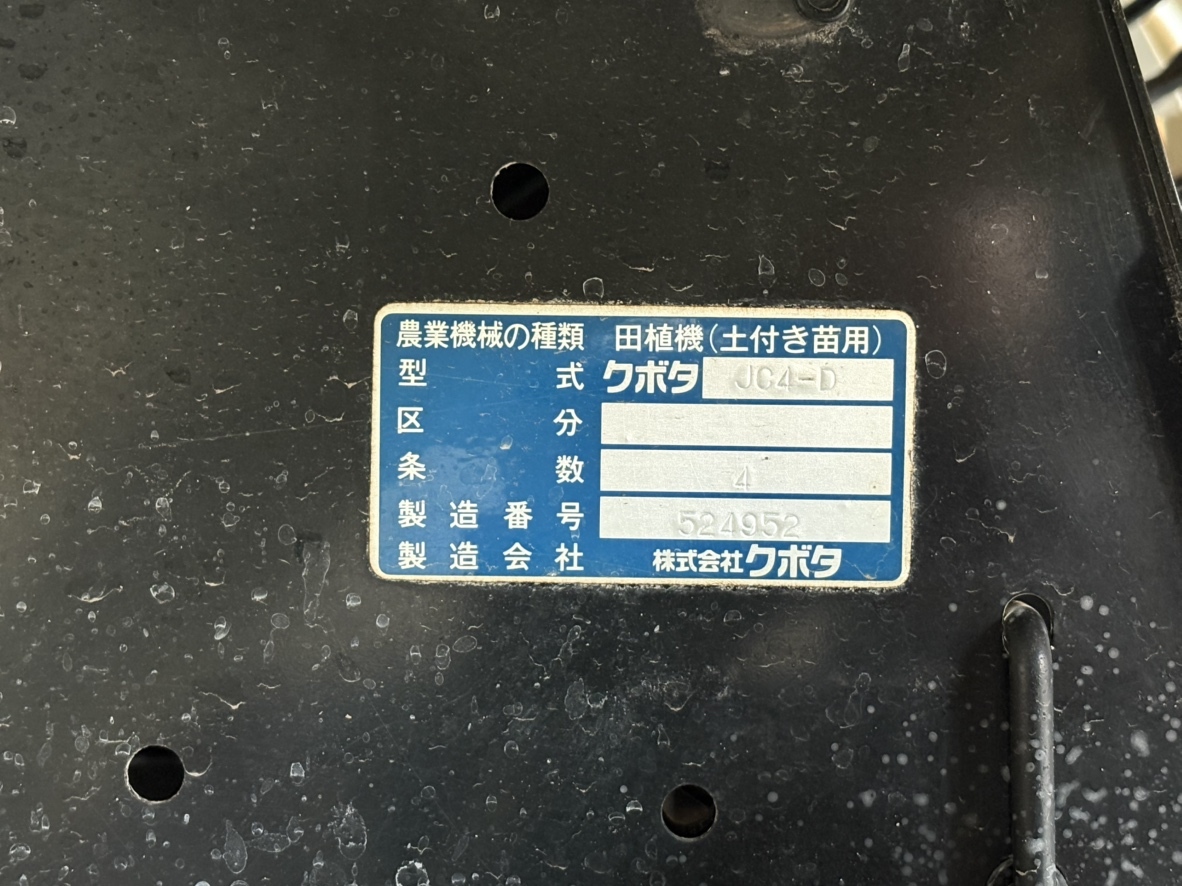 農業機械の種類 田植機(土付き苗用)
型式 クボタ JC4-D
区分
条数 4
製造番号 524952
製造会社 株式会社クボタ